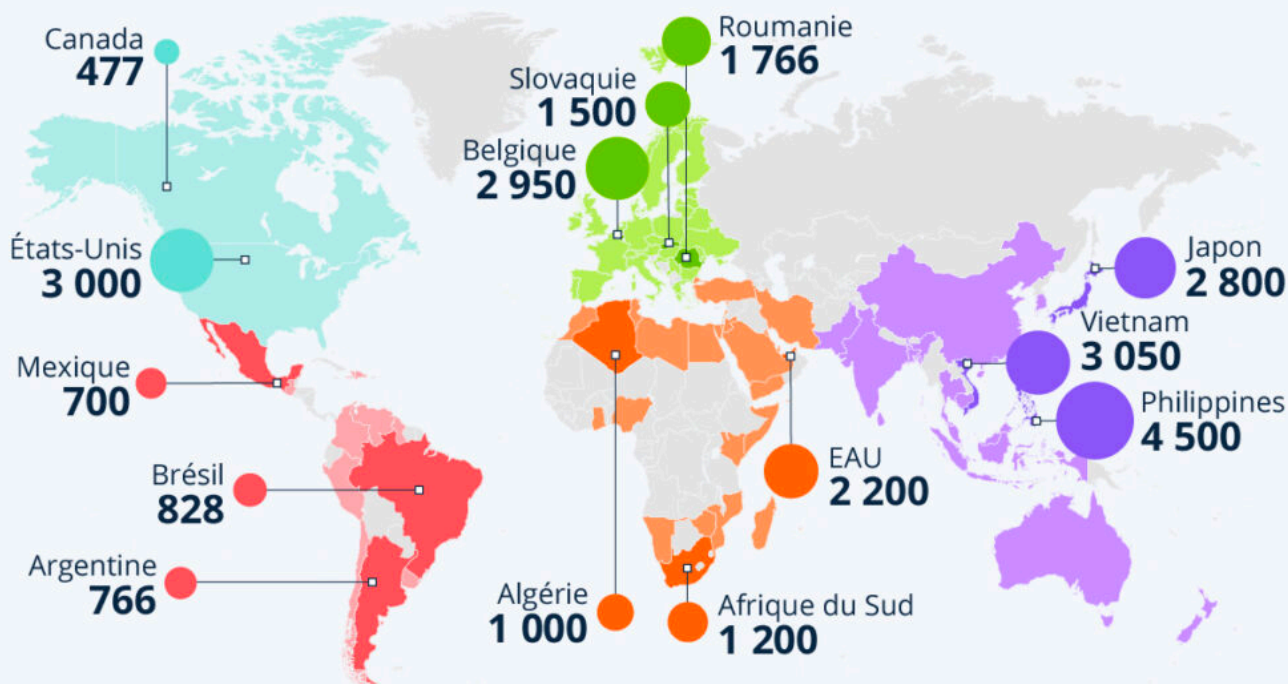 Canada
477
Roumanie
1 766
Slovaquie
1 500
Belgique
2 950
États-Unis
3 000
Japon
2 800
Vietnam
3 050
Mexique
700
Philippines
4 500
EAU
2 200
Brésil
828
Argentine
766
Algérie
1 000
Afrique du Sud
1 200